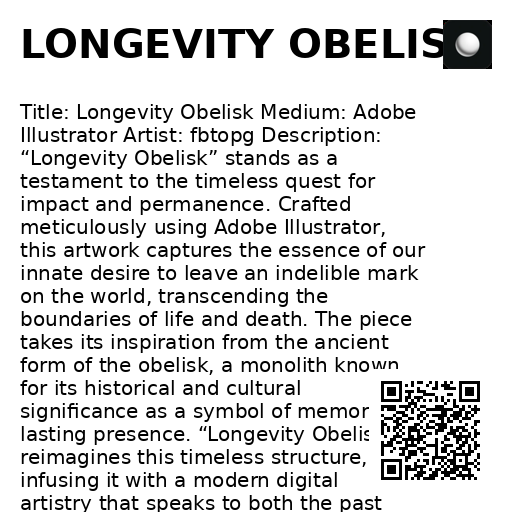 LONGEVITY OBELIS
Title: Longevity Obelisk Medium: Adobe
Illustrator Artist: fbtopg Description:
“Longevity Obelisk” stands as a
testament to the timeless quest for
impact and permanence. Crafted
meticulously using Adobe Illustrator,
this artwork captures the essence of our
innate desire to leave an indelible mark
on the world, transcending the
boundaries of life and death. The piece
takes its inspiration from the ancient
form of the obelisk, a monolith known
for its historical and cultural
significance as a symbol of memor
lasting presence. “Longevity Obelis
reimagines this timeless structure,
infusing it with a modern digital
artistry that speaks to both the past